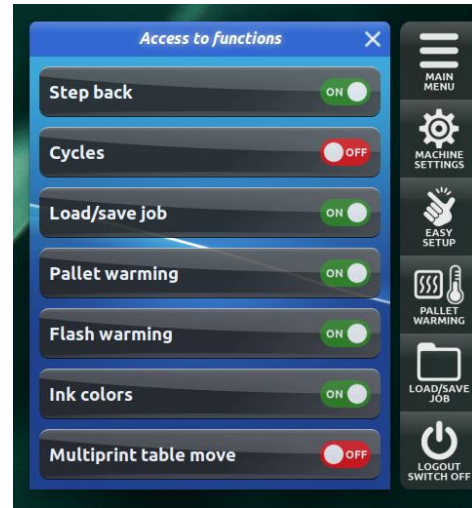 Access to functions
Step back ON
Cycles OFF
Load/save job ON
Pallet warming ON
Flash warming ON
Ink colors ON
Multiprint table move OFF
MAIN
MENU
MACHINE
SETTINGS
EASY
SETUP
PALLET
WARMING
LOAD/SAVE
JOB
LOGOUT
SWITCH OFF